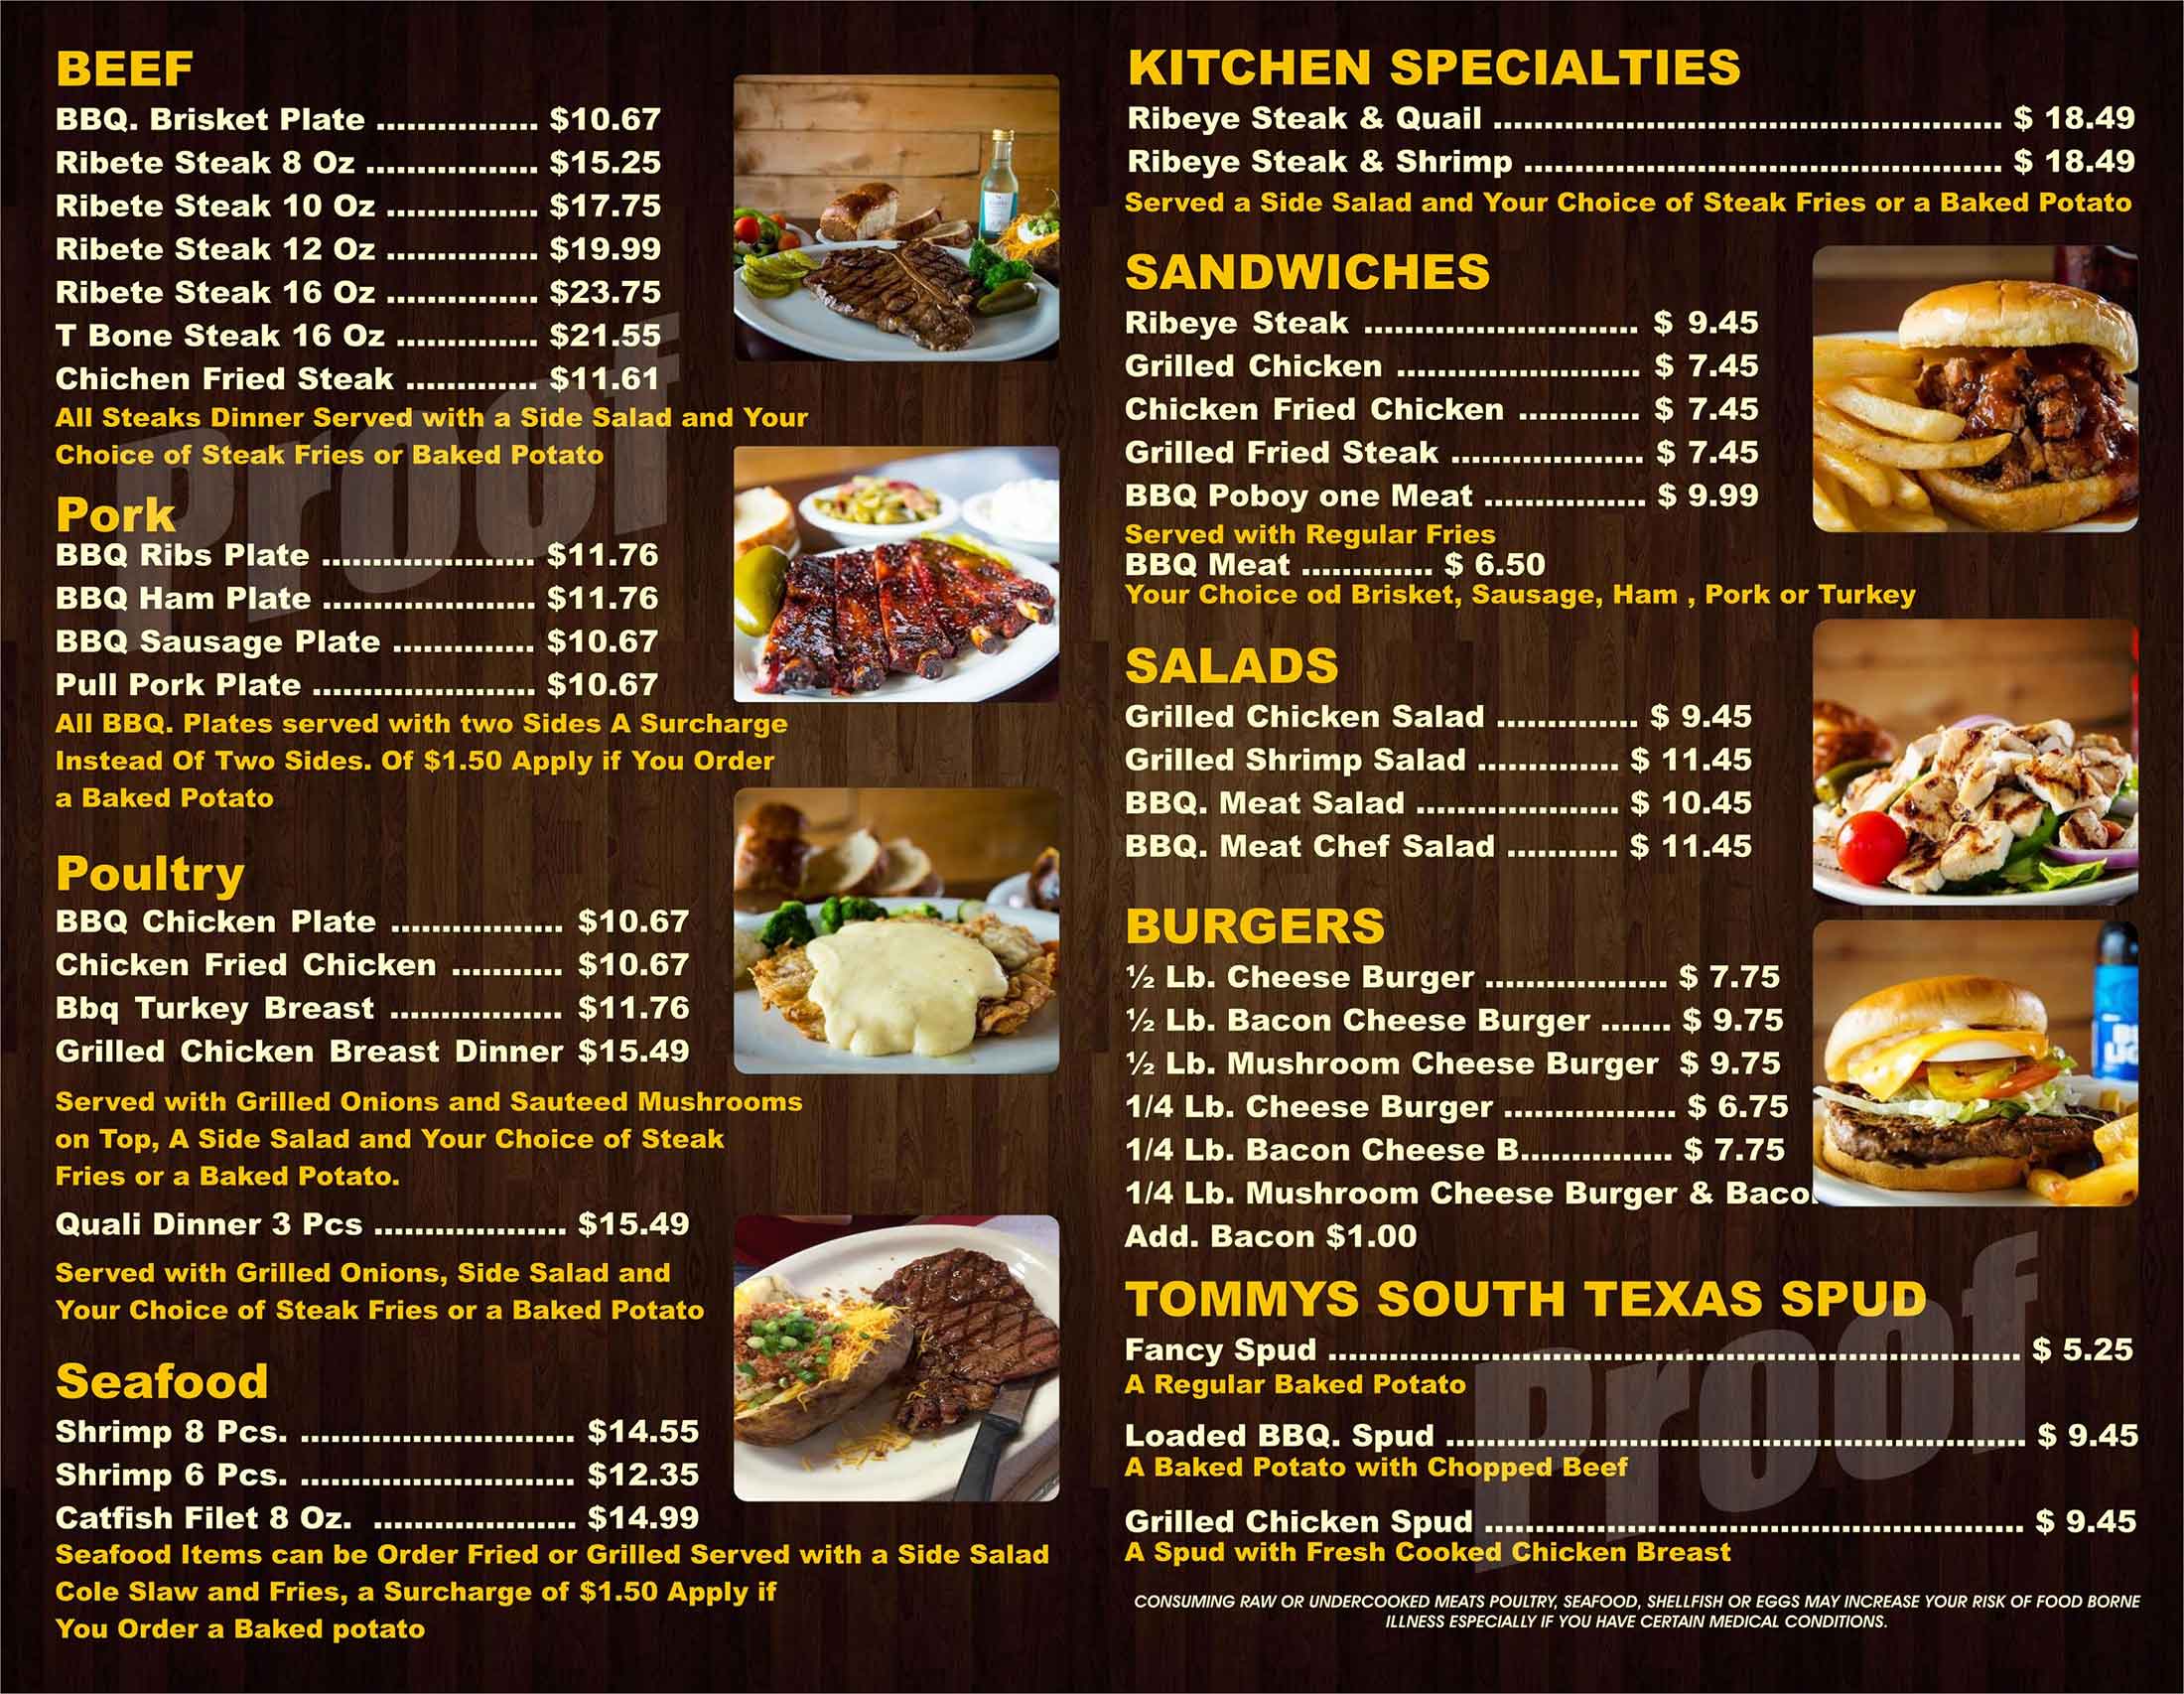 BEEF
BBQ. Brisket Plate ................ $10.67
Ribete Steak 8 Oz ................. $15.25
Ribete Steak 10 Oz ............... $17.75
Ribete Steak 12 Oz ............... $19.99
Ribete Steak 16 Oz ............... $23.75
T Bone Steak 16 Oz .............. $21.55
Chichen Fried Steak ............. $11.61
All Steaks Dinner Served with a Side Salad and Your
Choice of Steak Fries or Baked Potato
Pork
BBQ Ribs Plate ..................... $11.76
BBQ Ham Plate ..................... $11.76
BBQ Sausage Plate .............. $10.67
Pull Pork Plate ...................... $10.67
All BBQ. Plates served with two Sides A Surcharge
Instead Of Two Sides. Of $1.50 Apply if You Order
a Baked Potato
Proof
Poultry
BBQ Chicken Plate ................. $10.67
Chicken Fried Chicken ........... $10.67
Bbq Turkey Breast ................. $11.76
Grilled Chicken Breast Dinner $15.49
Served with Grilled Onions and Sauteed Mushrooms
on Top, A Side Salad and Your Choice of Steak
Fries or a Baked Potato.
Quali Dinner 3 Pcs ................... $15.49
Served with Grilled Onions, Side Salad and
Your Choice of Steak Fries or a Baked Potato
Seafood
Shrimp 8 Pcs. ........................... $14.55
Shrimp 6 Pcs. ........................... $12.35
Catfish Filet 8 Oz. .................... $14.99
Seafood Items can be Order Fried or Grilled Served with a Side Salad
Cole Slaw and Fries, a Surcharge of $1.50 Apply if
You Order a Baked potato
KITCHEN SPECIALTIES
Ribeye Steak & Quail .................................................. $ 18.49
Ribeye Steak & Shrimp ............................................... $ 18.49
Served a Side Salad and Your Choice of Steak Fries or a Baked Potato
SANDWICHES
Ribeye Steak ........................... $ 9.45
Grilled Chicken ........................ $ 7.45
Chicken Fried Chicken ............ $ 7.45
Grilled Fried Steak ................... $ 7.45
BBQ Poboy one Meat ................ $ 9.99
Served with Regular Fries
BBQ Meat ............. $ 6.50
Your Choice od Brisket, Sausage, Ham , Pork or Turkey
SALADS
Grilled Chicken Salad .............. $ 9.45
Grilled Shrimp Salad .............. $ 11.45
BBQ. Meat Salad .................... $ 10.45
BBQ. Meat Chef Salad ........... $ 11.45
BURGERS
½ Lb. Cheese Burger .................. $ 7.75
½ Lb. Bacon Cheese Burger ....... $ 9.75
½ Lb. Mushroom Cheese Burger $ 9.75
1/4 Lb. Cheese Burger ................. $ 6.75
1/4 Lb. Bacon Cheese B............... $ 7.75
1/4 Lb. Mushroom Cheese Burger &
Add. Bacon $1.00
TOMMYS SOUTH TEXAS SPUD
Fancy Spud .................................................................... $ 5.25
A Regular Baked Potato
Loaded BBQ. Spud ......................................................... $ 9.45
A Baked Potato with Chopped Beef
Grilled Chicken Spud ..................................................... $ 9.45
A Spud with Fresh Cooked Chicken Breast
Proof
CONSUMING RAW OR UNDERCOOKED MEATS POULTRY, SEAFOOD, SHELLFISH OR EGGS MAY INCREASE YOUR RISK OF FOOD BORNE
ILLNESS ESPECIALLY IF YOU HAVE CERTAIN MEDICAL CONDITIONS.